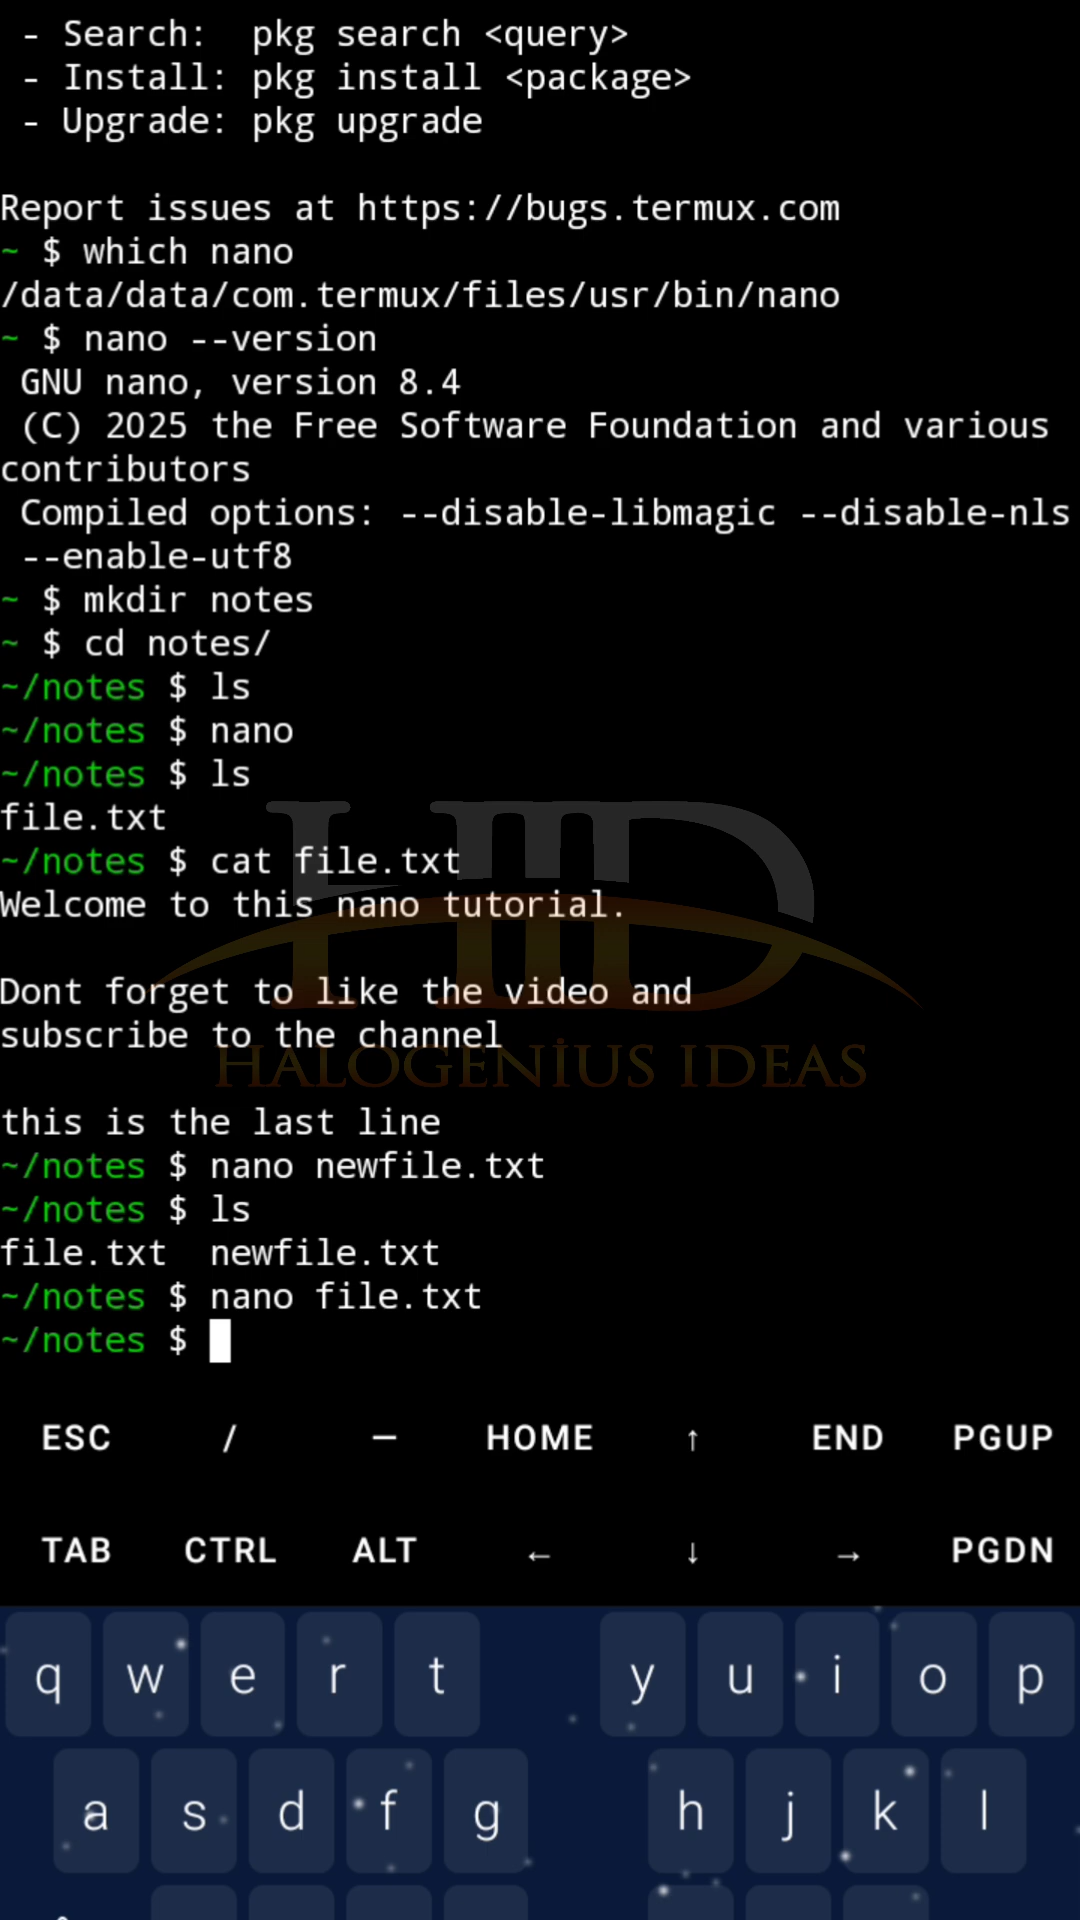 - Search:  pkg search <query>
- Install: pkg install <package>
- Upgrade: pkg upgrade
Report issues at https://bugs.termux.com
~ $ which nano
/data/data/com.termux/files/usr/bin/nano
~ $ nano --version
GNU nano, version 8.4
(C) 2025 the Free Software Foundation and various
contributors
Compiled options: --disable-libmagic --disable-nls
--enable-utf8
~ $ mkdir notes
~ $ cd notes/
~/notes $ ls
~/notes $ nano
~/notes $ ls
file.txt
~/notes $ cat file.txt
Welcome to this nano tutorial.
Dont forget to like the video and
subscribe to the channel
HID
HALOGENİUS IDEAS
this is the last line
~/notes $ nano newfile.txt
~/notes $ ls
file.txt  newfile.txt
~/notes $ nano file.txt
~/notes $
ESC / — HOME ↑ END PGUP
TAB CTRL ALT ← ↓ → PGDN
q w e r t y u i o p
a s d f g h j k l